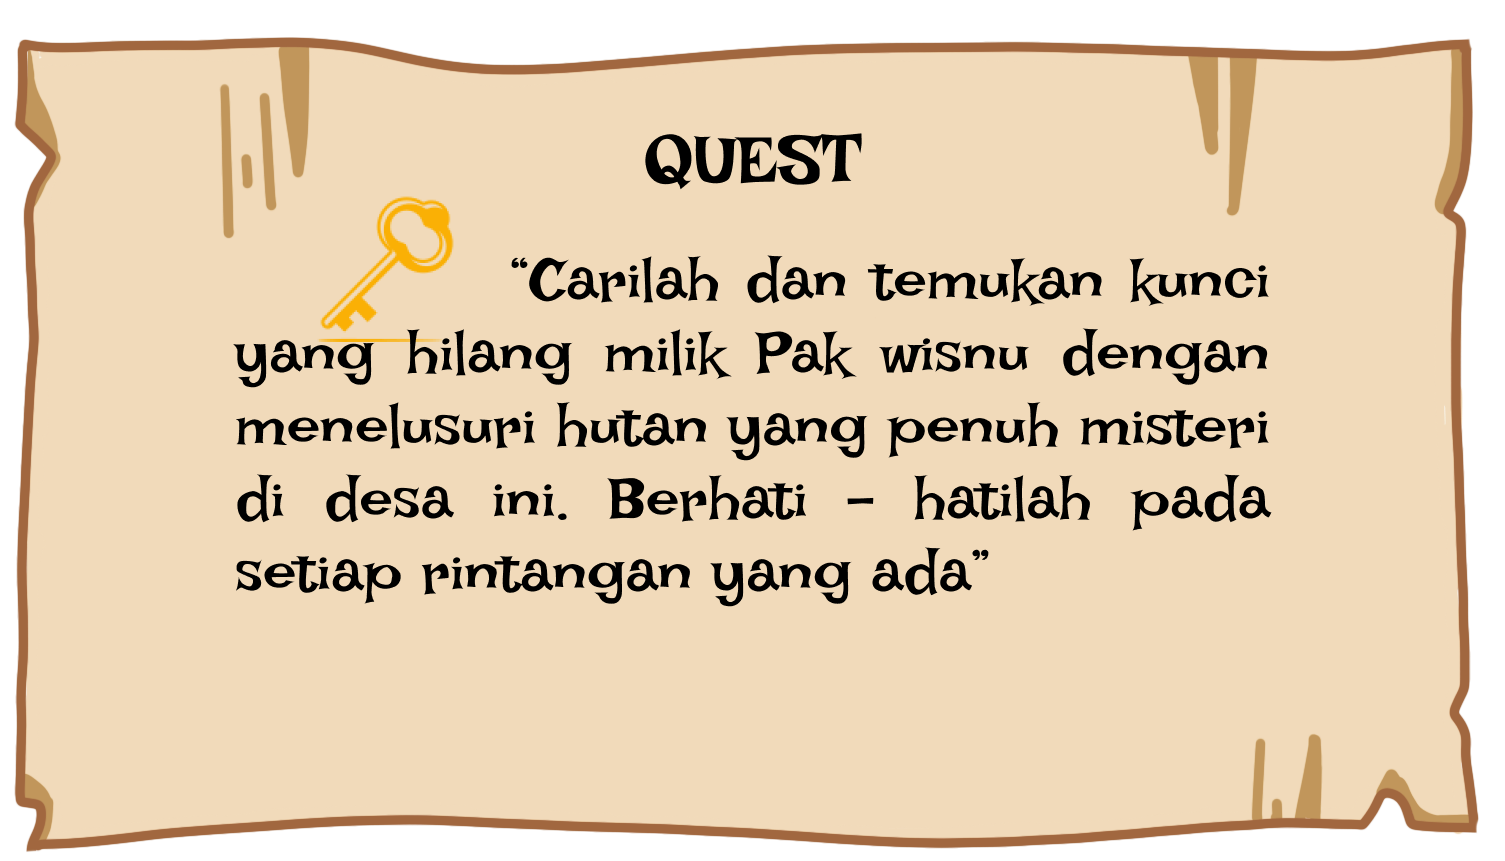 QUEST
“Carilah dan temukan kunci
yang hilang milik Pak wisnu dengan
menelusuri hutan yang penuh misteri
di desa ini. Berhati – hatilah pada
setiap rintangan yang ada”